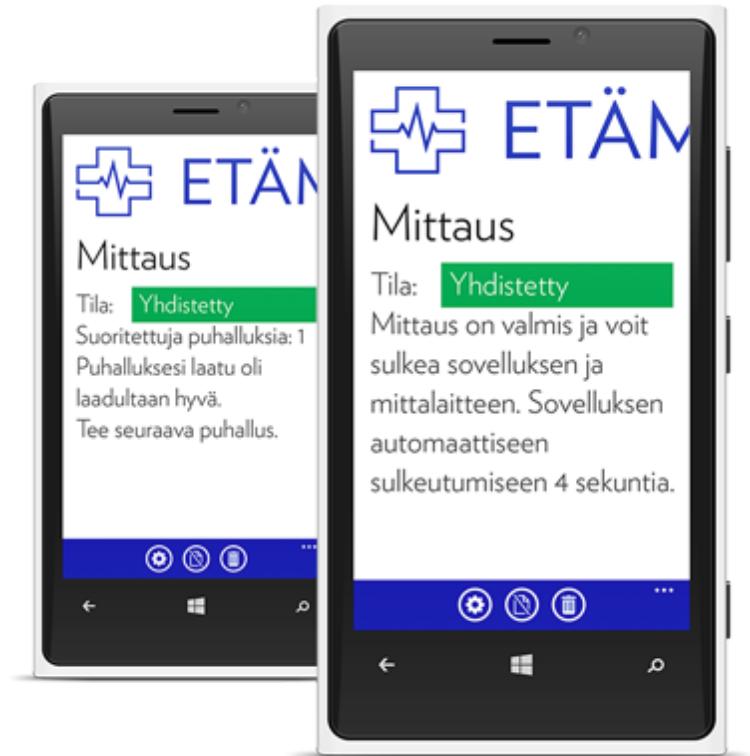 ETÄM
Mittaus
Tila: Yhdistetty
Suoritettuja puhalluksia: 1
Puhalluksesi laatu oli
laadultaan hyvä.
Tee seuraava puhallus.
ETÄM
Mittaus
Tila: Yhdistetty
Mittaus on valmis ja voit
sulkea sovelluksen ja
mittalaitteen. Sovelluksen
automaattiseen
sulkeutumiseen 4 sekuntia.